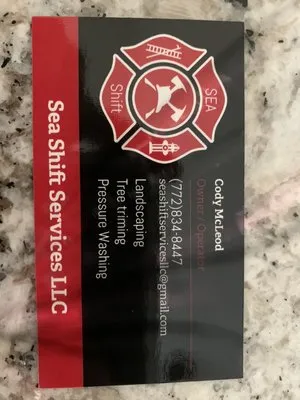 SEA
Shift
Cody McLeod
Owner/Operator
(772)834-8447
seashiftservicesllc@gmail.com
Landscaping
Tree triming
Pressure Washing
Sea Shift Services LLC